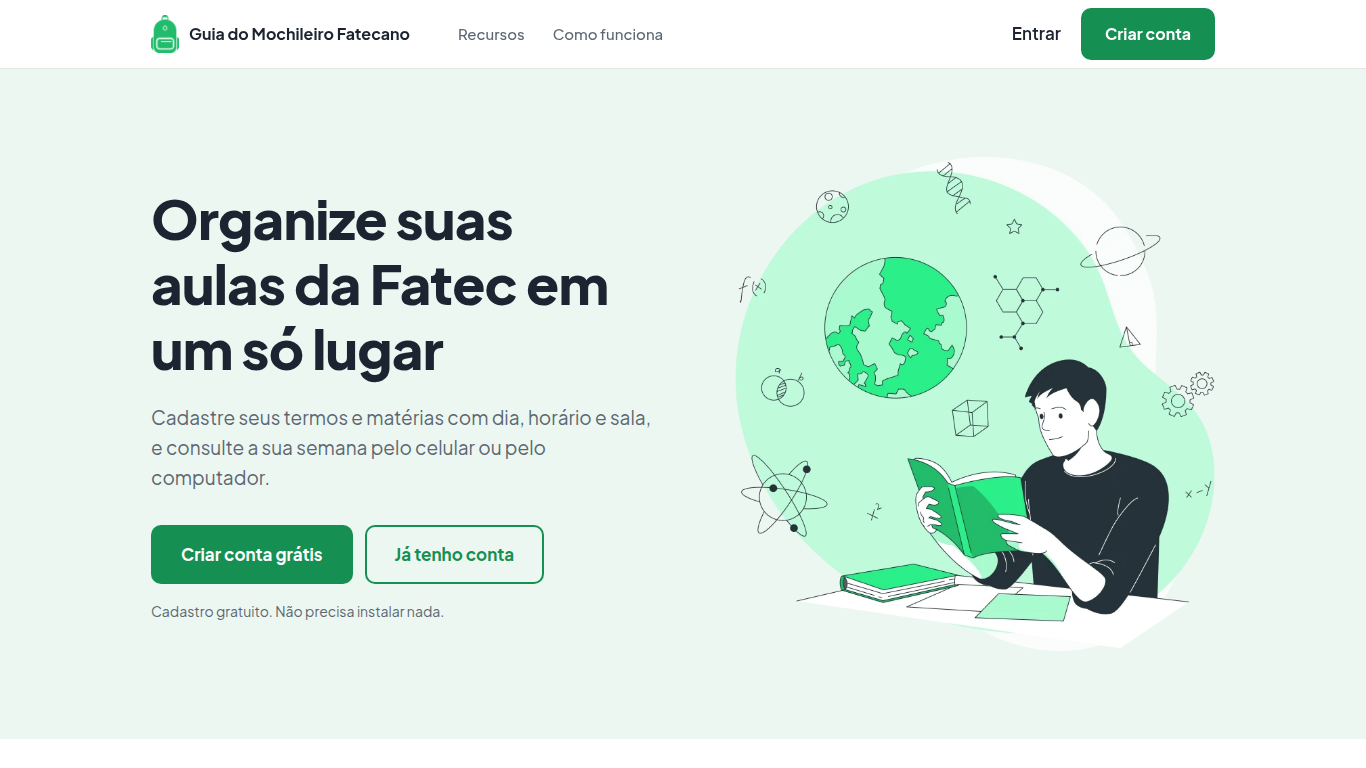 Guia do Mochileiro Fatecano
Recursos
Como funciona
Entrar
Criar conta
Organize suas
aulas da Fatec em
um só lugar
Cadastre seus termos e matérias com dia, horário e sala,
e consulte a sua semana pelo celular ou pelo
computador.
Criar conta grátis
Já tenho conta
Cadastro gratuito. Não precisa instalar nada.
f(x)
a
b
x²
x-y